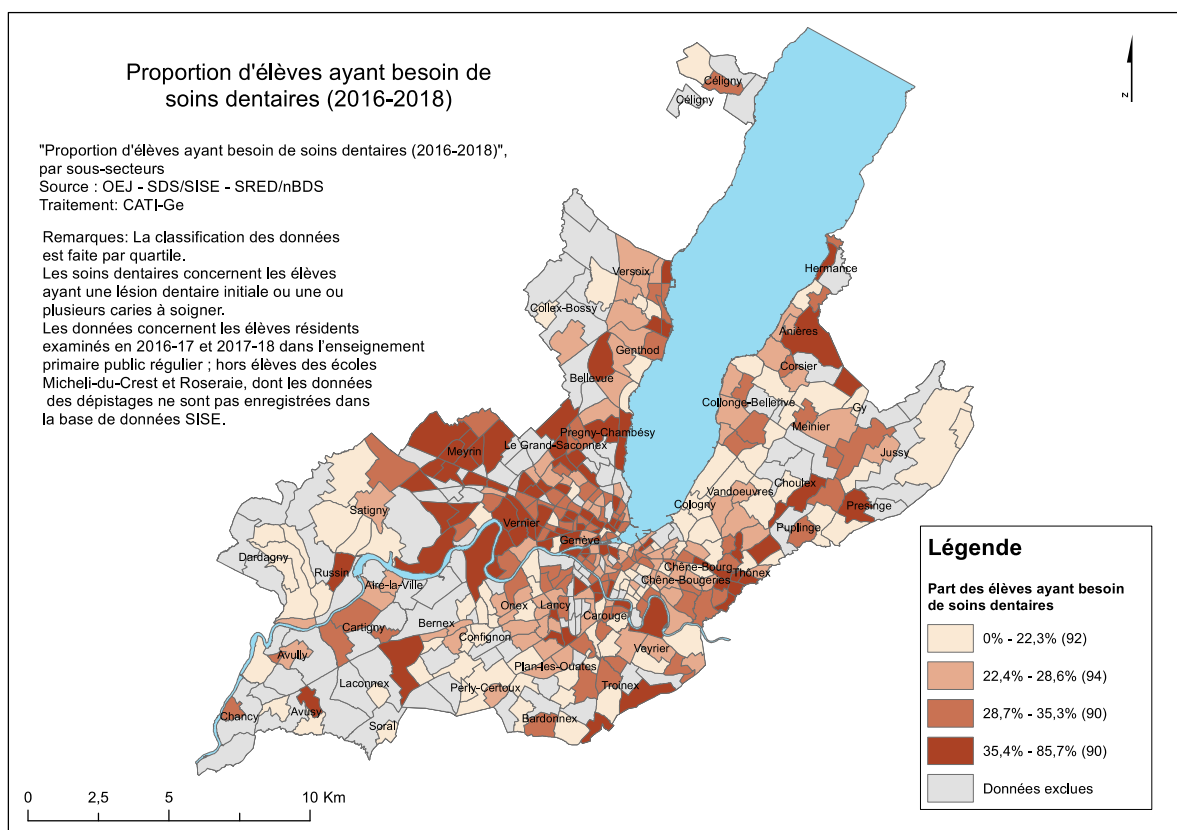 Proportion d'élèves ayant besoin de
soins dentaires (2016-2018)
"Proportion d'élèves ayant besoin de soins dentaires (2016-2018)",
par sous-secteurs
Source : OEJ - SDS/SISE - SRED/nBDS
Traitement: CATI-Ge
Remarques: La classification des données
est faite par quartile.
Les soins dentaires concernent les élèves
ayant une lésion dentaire initiale ou une ou
plusieurs caries à soigner.
Les données concernent les élèves résidents
examinés en 2016-17 et 2017-18 dans l'enseignement
primaire public régulier ; hors élèves des écoles
Micheli-du-Crest et Roseraie, dont les données
des dépistages ne sont pas enregistrées dans
la base de données SISE.
z
Céligny
Céligny
Hermance
Versoix
Collex-Bossy
Anières
Genthod
Corsier
Bellevue
Collonge-Bellerive
Gy
Meinier
Pregny-Chambésy
Le Grand-Saconnex
Meyrin
Jussy
Choulex
Vandoeuvres
Cologny
Presinge
Satigny
Vernier
Puplinge
Genève
Dardagny
Chêne-Bourg
Thônex
Russin
Chêne-Bougeries
Aire-la-Ville
Onex
Lancy
Carouge
Bernex
Cartigny
Confignon
Veyrier
Avully
Plan-les-Ouates
Laconnex
Perly-Certoux
Troinex
Chancy
Avusy
Soral
Bardonnex
Légende
Part des élèves ayant besoin
de soins dentaires
0% - 22,3% (92)
22,4% - 28,6% (94)
28,7% - 35,3% (90)
35,4% - 85,7% (90)
Données exclues
0 2,5 5 10 Km